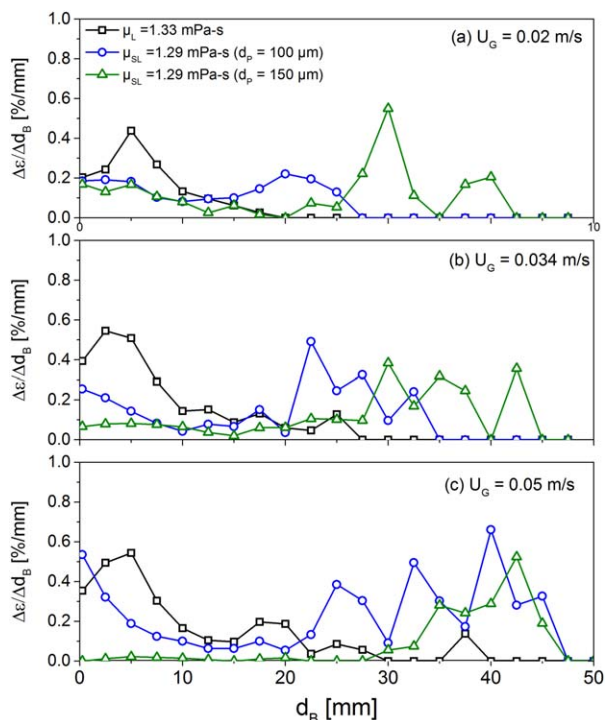 1.0
0.8
0.6
0.4
0.2
0.0
Δε/Δd_B [%/mm]
μ_L =1.33 mPa-s
μ_SL =1.29 mPa-s (d_P = 100 μm)
μ_SL =1.29 mPa-s (d_P = 150 μm)
(a) U_G = 0.02 m/s
0
10
1.0
0.8
0.6
0.4
0.2
0.0
Δε/Δd_B [%/mm]
(b) U_G = 0.034 m/s
1.0
0.8
0.6
0.4
0.2
0.0
Δε/Δd_B [%/mm]
(c) U_G = 0.05 m/s
0 10 20 30 40 50
d_B [mm]